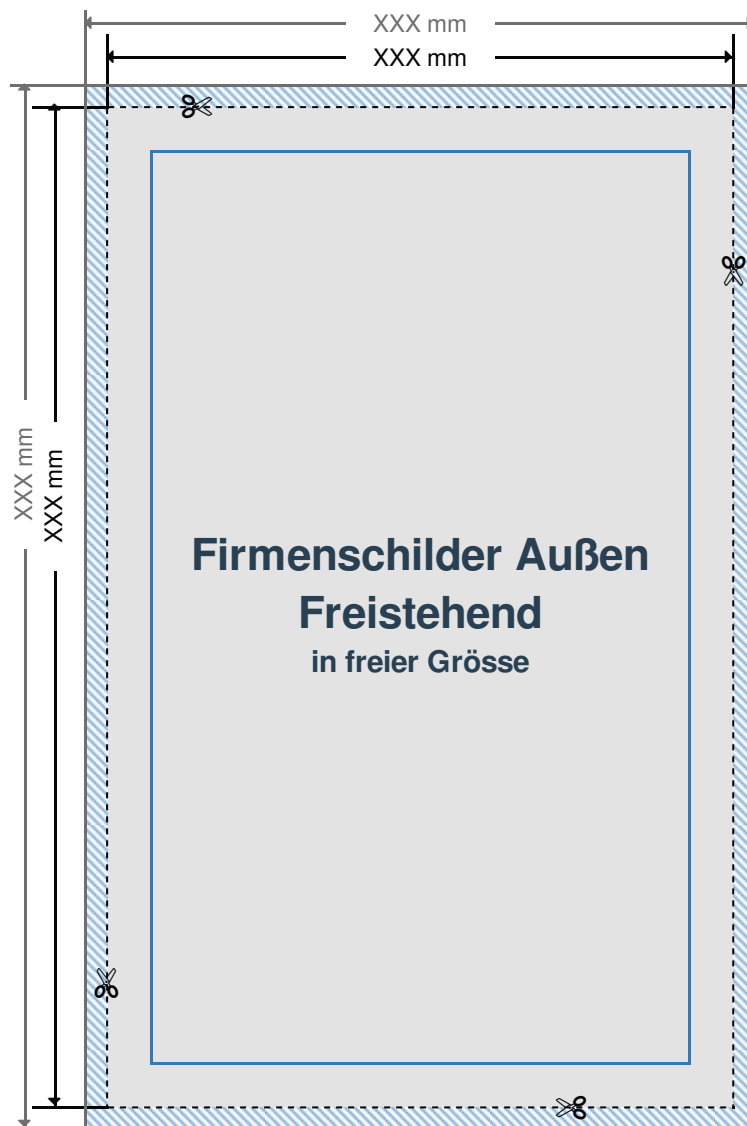 XXX mm
XXX mm
XXX mm
XXX mm
Firmenschilder Außen
Freistehend
in freier Grösse